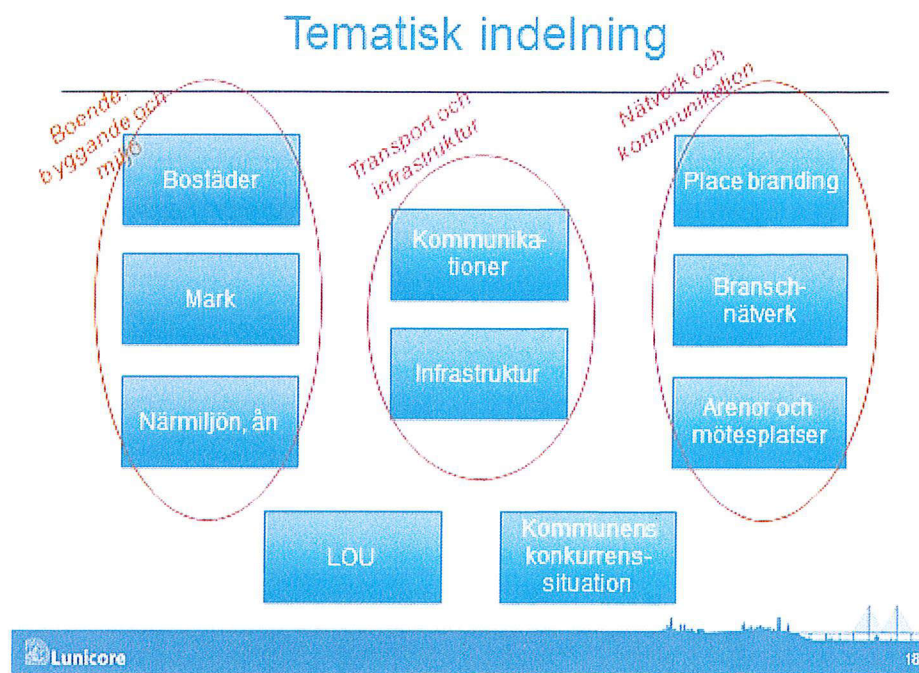 Tematisk indelning
Boende,
byggande och
miljö
Bostäder
Mark
Närmiljön, ån
Transport och
infrastruktur
Kommunika-
tioner
Infrastruktur
Nätverk och
kommunikation
Place branding
Bransch-
nätverk
Arenor och
mötesplatser
LOU
Kommunens
konkurrens-
situation
Lunicore
18